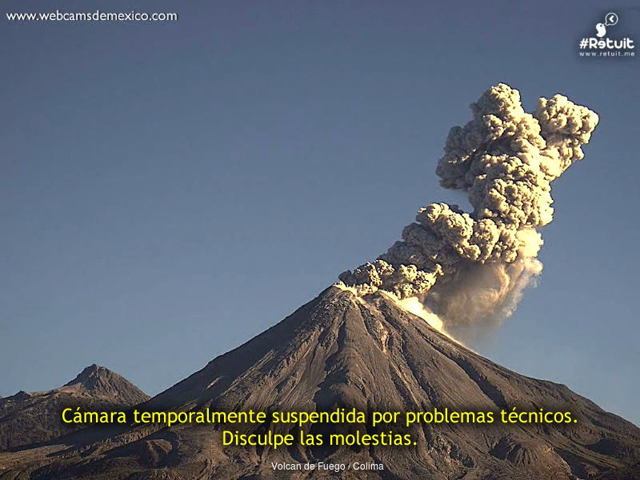 www.webcamsdemexico.com
#Retuit
www.retuit.me
Cámara temporalmente suspendida por problemas técnicos.
Disculpe las molestias.
Volcan de Fuego / Colima